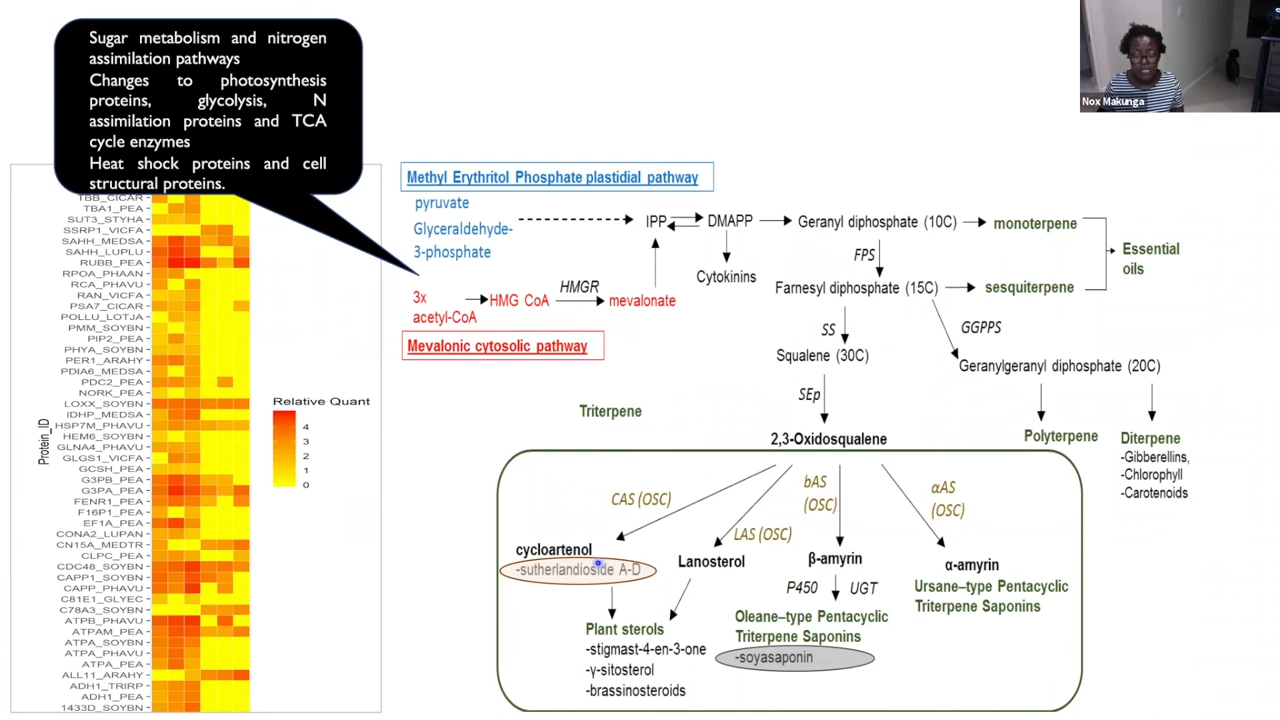 Sugar metabolism and nitrogen
assimilation pathways
Changes to photosynthesis
proteins, glycolysis, N
assimilation proteins and TCA
cycle enzymes
Heat shock proteins and cell
structural proteins.
Nox Makunga
Protein_ID
TBB_CICAR
TBA1_PEA
SUT3_STYHA
SSRP1_VICFA
SAHH_MEDSA
SAHH_LUPLU
RUBB_PEA
RPOA_PHAAN
RCA_PHAVU
RAN_VICFA
PSA7_CICAR
POLLU_LOTJA
PMM_SOYBN
PIP2_PEA
PHYA_SOYBN
PER1_ARAHY
PDIA6_MEDSA
PDC2_PEA
NORK_PEA
LOXX_SOYBN
IDHP_MEDSA
HSP7M_PHAVU
HEM6_SOYBN
GLNA4_PHAVU
GLGS1_VICFA
GCSH_PEA
G3PB_PEA
G3PA_PEA
FENR1_PEA
F16P1_PEA
EF1A_PEA
CONA2_LUPAN
CN15A_MEDTR
CLPC_PEA
CDC48_SOYBN
CAPP1_SOYBN
CAPP_PHAVU
C81E1_GLYEC
C78A3_SOYBN
ATPB_PHAVU
ATPAM_PEA
ATPA_SOYBN
ATPA_PHAVU
ATPA_PEA
ALL11_ARAHY
ADH1_TRIRP
ADH1_PEA
1433D_SOYBN
Relative Quant
4
3
2
1
0
Methyl Erythritol Phosphate plastidial pathway
pyruvate
Glyceraldehyde-
3-phosphate
IPP
DMAPP
Geranyl diphosphate (10C)
monoterpene
Essential
oils
Cytokinins
FPS
3x
acetyl-CoA
HMG CoA
HMGR
mevalonate
Farnesyl diphosphate (15C)
sesquiterpene
Mevalonic cytosolic pathway
SS
GGPPS
Squalene (30C)
Geranylgeranyl diphosphate (20C)
SEp
Triterpene
2,3-Oxidosqualene
Polyterpene
Diterpene
-Gibberellins,
-Chlorophyll
-Carotenoids
CAS (OSC)
LAS (OSC)
bAS
(OSC)
αAS
(OSC)
cycloartenol
-sutherlandioside A-D
Lanosterol
β-amyrin
α-amyrin
P450
UGT
Ursane–type Pentacyclic
Triterpene Saponins
Oleane–type Pentacyclic
Triterpene Saponins
-soyasaponin
Plant sterols
-stigmast-4-en-3-one
-γ-sitosterol
-brassinosteroids